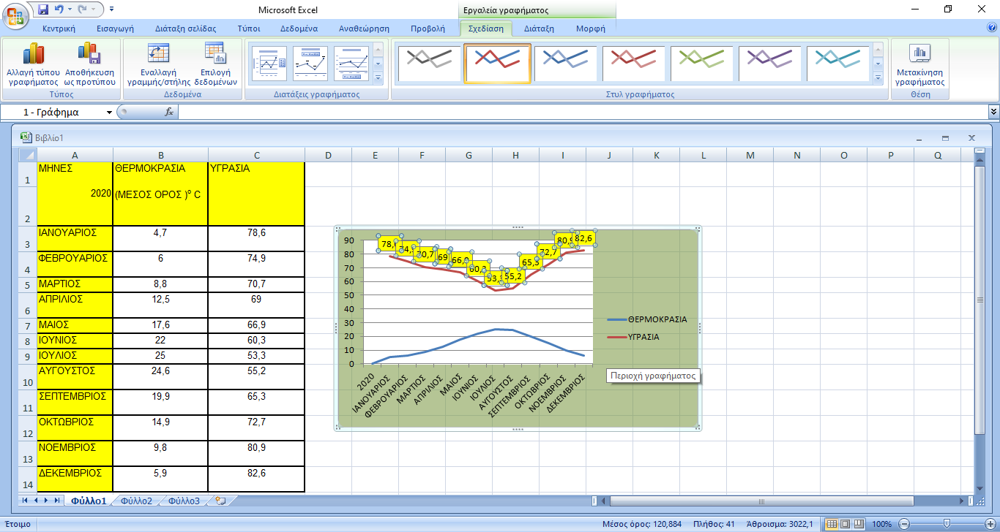 Microsoft Excel
Εργαλεία γραφήματος
Κεντρική Εισαγωγή Διάταξη σελίδας Τύποι Δεδομένα Αναθεώρηση Προβολή Σχεδίαση Διάταξη Μορφή
Αλλαγή τύπου γραφήματος
Αποθήκευση ως προτύπου
Εναλλαγή γραμμής/στήλης
Επιλογή δεδομένων
Μετακίνηση γραφήματος
Τύπος Δεδομένα Διατάξεις γραφήματος Στυλ γραφήματος Θέση
1 - Γράφημα fx
Βιβλίο1
A B C D E F G H I J K L M N O P Q
1 ΜΗΝΕΣ ΘΕΡΜΟΚΡΑΣΙΑ ΥΓΡΑΣΙΑ
2 2020 (ΜΕΣΟΣ ΟΡΟΣ )º C
3 ΙΑΝΟΥΑΡΙΟΣ 4,7 78,6
4 ΦΕΒΡΟΥΑΡΙΟΣ 6 74,9
5 ΜΑΡΤΙΟΣ 8,8 70,7
6 ΑΠΡΙΛΙΟΣ 12,5 69
7 ΜΑΙΟΣ 17,6 66,9
8 ΙΟΥΝΙΟΣ 22 60,3
9 ΙΟΥΛΙΟΣ 25 53,3
10 ΑΥΓΟΥΣΤΟΣ 24,6 55,2
11 ΣΕΠΤΕΜΒΡΙΟΣ 19,9 65,3
12 ΟΚΤΩΒΡΙΟΣ 14,9 72,7
13 ΝΟΕΜΒΡΙΟΣ 9,8 80,9
14 ΔΕΚΕΜΒΡΙΟΣ 5,9 82,6
90
80
70
60
50
40
30
20
10
0
70,7 69 66,9 60,3 53,3 55,2 65,3 72,7 80,9 82,6
2020 ΙΑΝΟΥΑΡΙΟΣ ΦΕΒΡΟΥΑΡΙΟΣ ΜΑΡΤΙΟΣ ΑΠΡΙΛΙΟΣ ΜΑΙΟΣ ΙΟΥΝΙΟΣ ΙΟΥΛΙΟΣ ΑΥΓΟΥΣΤΟΣ ΣΕΠΤΕΜΒΡΙΟΣ ΟΚΤΩΒΡΙΟΣ ΝΟΕΜΒΡΙΟΣ ΔΕΚΕΜΒΡΙΟΣ
ΘΕΡΜΟΚΡΑΣΙΑ
ΥΓΡΑΣΙΑ
Περιοχή γραφήματος
Φύλλο1 Φύλλο2 Φύλλο3
Έτοιμο Μέσος όρος: 120,884 Πλήθος: 41 Άθροισμα: 3022,1 100%